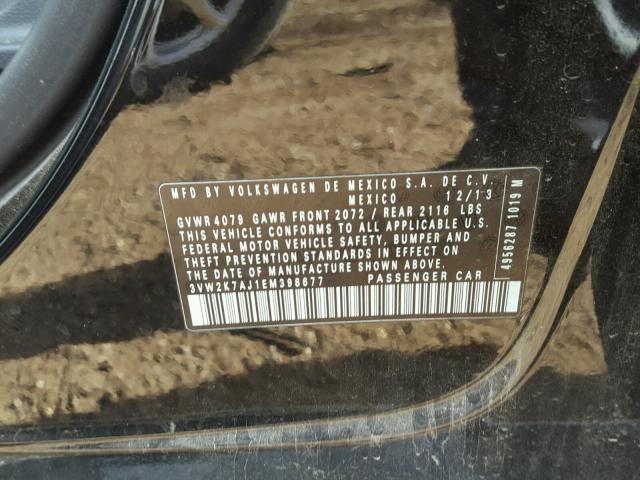 MFD BY VOLKSWAGEN DE MEXICO S.A. DE C.V.
MEXICO 12/13
GVWR 4079 GAWR FRONT 2072 / REAR 2116 LBS
THIS VEHICLE CONFORMS TO ALL APPLICABLE U.S.
FEDERAL MOTOR VEHICLE SAFETY, BUMPER AND
THEFT PREVENTION STANDARDS IN EFFECT ON
THE DATE OF MANUFACTURE SHOWN ABOVE.
3VW2K7AJ1EM398677 PASSENGER CAR
4956287 1019 M